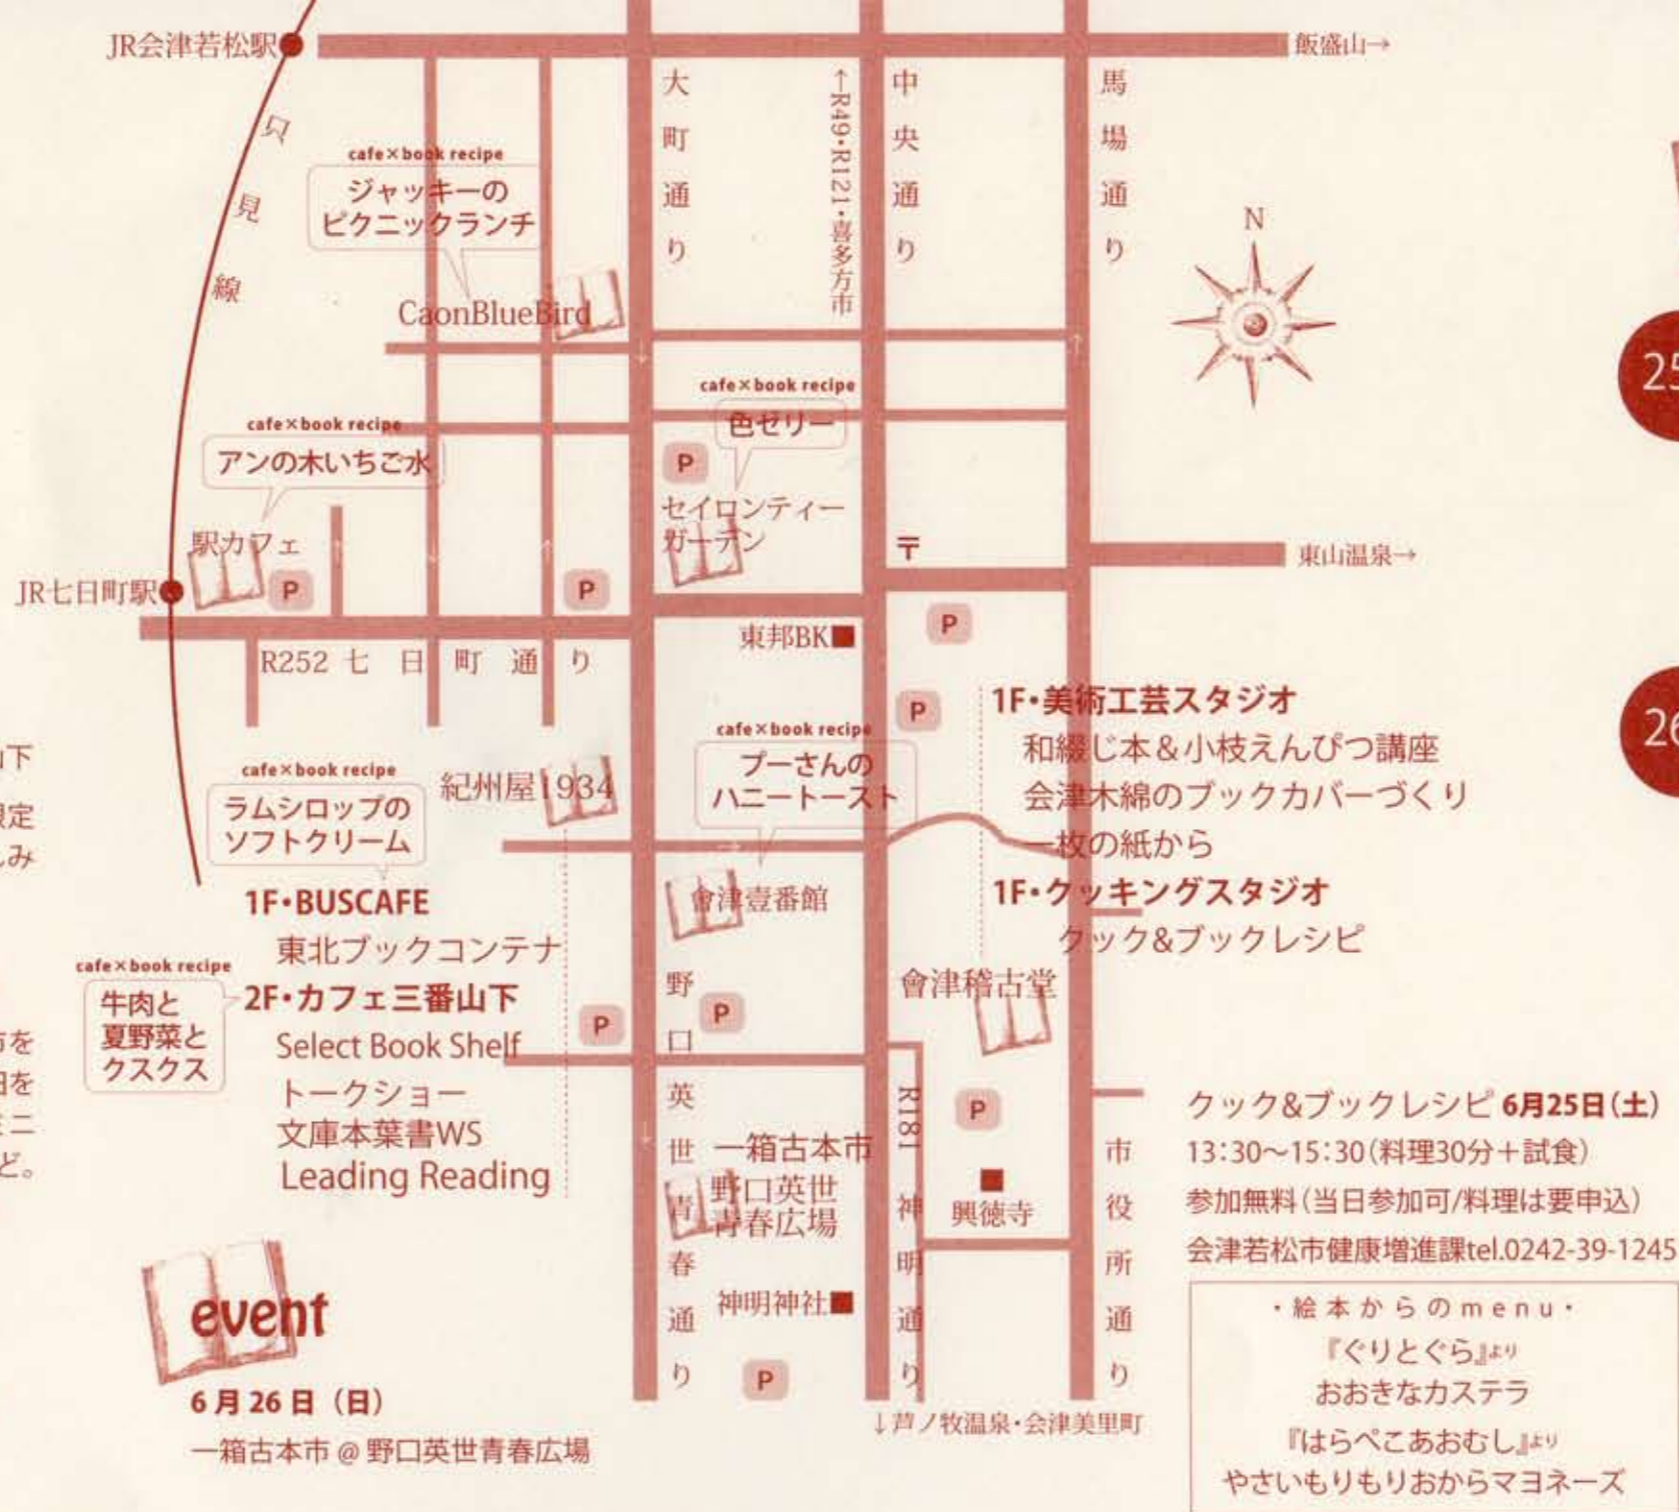 JR会津若松駅
飯盛山→
只見線
大町通り
↑R49・R121・喜多方市
中央通り
馬場通り
N
cafe×book recipe
ジャッキーの
ピクニックランチ
CaonBlueBird
cafe×book recipe
色ゼリー
P
セイロンティー
ガーデン
cafe×book recipe
アンの木いちご水
駅カフェ
P
P
JR七日町駅
〒
東山温泉→
25
26
R252 七日町通り
東邦BK
P
P
cafe×book recipe
プーさんの
ハニートースト
會津壹番館
紀州屋1934
cafe×book recipe
ラムシロップの
ソフトクリーム
1F・BUSCAFE
東北ブックコンテナ
cafe×book recipe
牛肉と
夏野菜と
クスクス
2F・カフェ三番山下
Select Book Shelf
トークショー
文庫本葉書WS
Leading Reading
1F・美術工芸スタジオ
和綴じ本＆小枝えんぴつ講座
会津木綿のブックカバーづくり
一枚の紙から
1F・クッキングスタジオ
クック&ブックレシピ
會津稽古堂
P
P
P
野口英世青春通り
一箱古本市
野口英世
青春広場
神明神社
P
R181 神明通り
興徳寺
市役所通り
↓芦ノ牧温泉・会津美里町
山下
限定
しみ
市を
日を
ミニ
ど。
event
6月26日（日）
一箱古本市@野口英世青春広場
クック&ブックレシピ 6月25日（土）
13:30〜15:30（料理30分＋試食）
参加無料（当日参加可/料理は要申込）
会津若松市健康増進課tel.0242-39-1245
・絵本からのmenu・
『ぐりとぐら』より
おおきなカステラ
『はらぺこあおむし』より
やさいもりもりおからマヨネーズ